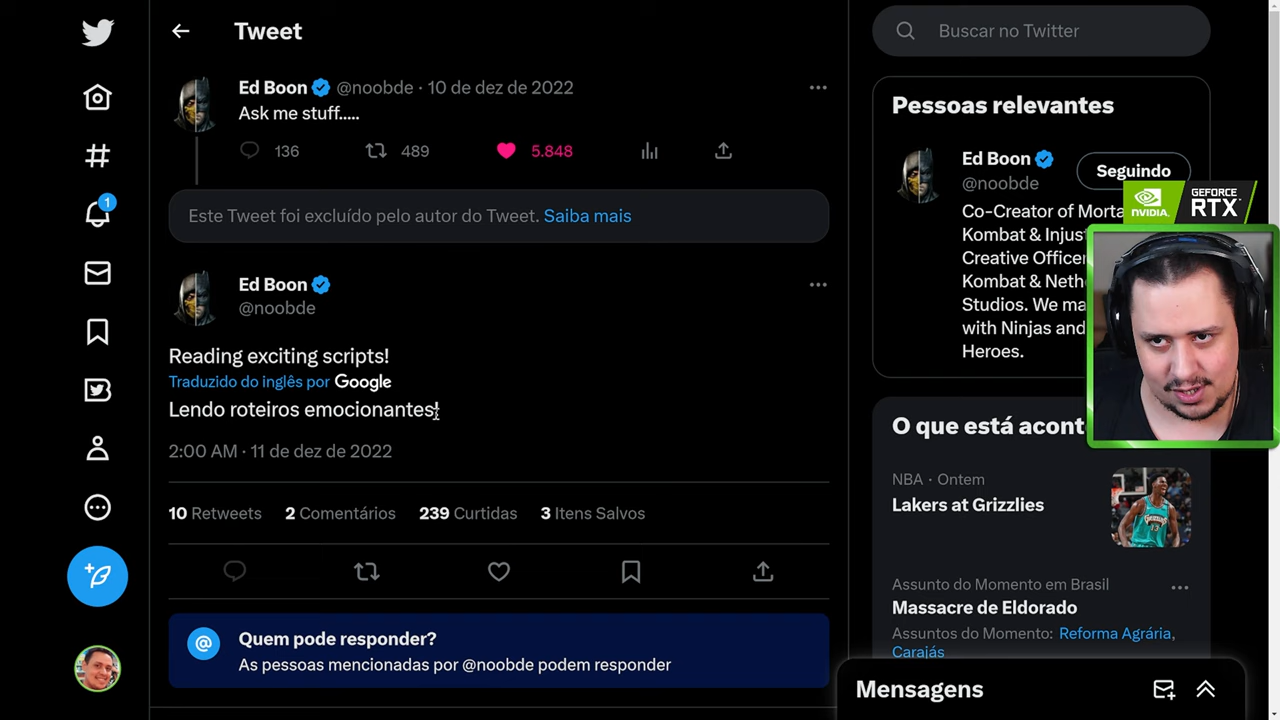 Tweet
Ed Boon @noobde · 10 de dez de 2022
Ask me stuff.....
136
489
5.848
Este Tweet foi excluído pelo autor do Tweet. Saiba mais
Ed Boon
@noobde
Reading exciting scripts!
Traduzido do inglês por Google
Lendo roteiros emocionantes!
2:00 AM · 11 de dez de 2022
10 Retweets 2 Comentários 239 Curtidas 3 Itens Salvos
Quem pode responder?
As pessoas mencionadas por @noobde podem responder
1
Buscar no Twitter
Pessoas relevantes
Ed Boon
@noobde
Seguindo
Co-Creator of Morta
Kombat & Injust
Creative Officer
Kombat & Nethe
Studios. We ma
with Ninjas and
Heroes.
NVIDIA.
GEFORCE
RTX
O que está acont
NBA · Ontem
Lakers at Grizzlies
Assunto do Momento em Brasil
Massacre de Eldorado
Assuntos do Momento: Reforma Agrária,
Carajás
Mensagens